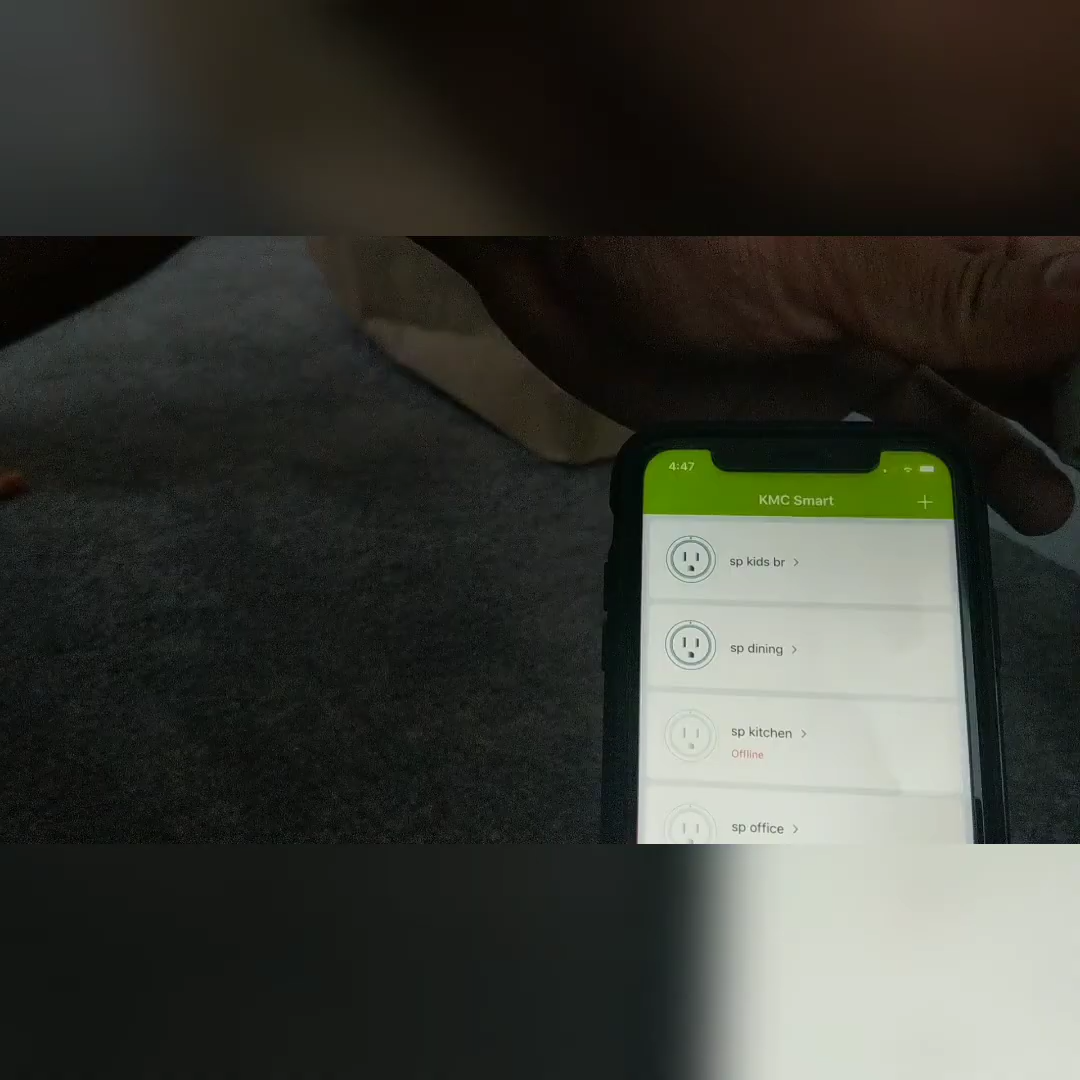 4:47
KMC Smart
sp kids br
sp dining
sp kitchen
Offline
sp office